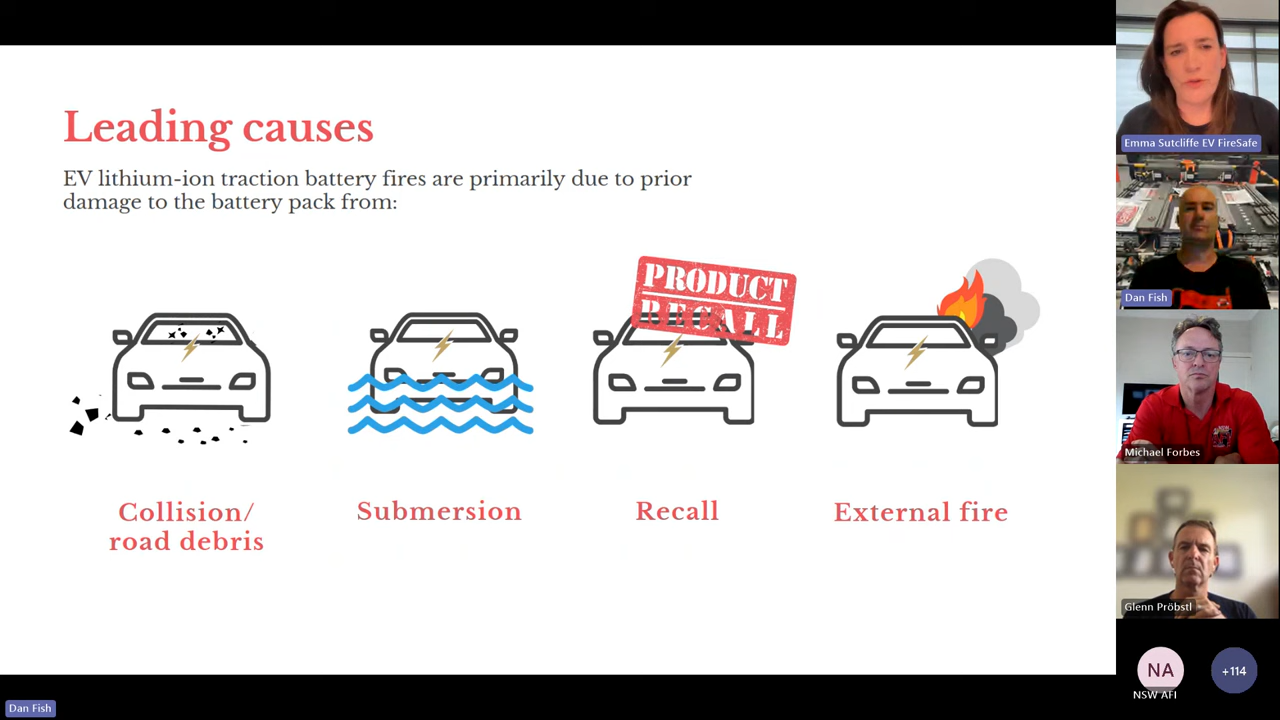 Leading causes
EV lithium-ion traction battery fires are primarily due to prior
damage to the battery pack from:
PRODUCT
RECALL
Collision/
road debris
Submersion
Recall
External fire
Emma Sutcliffe EV FireSafe
Dan Fish
Michael Forbes
Glenn Pröbstl
NA
NSW AFI
+114
Dan Fish